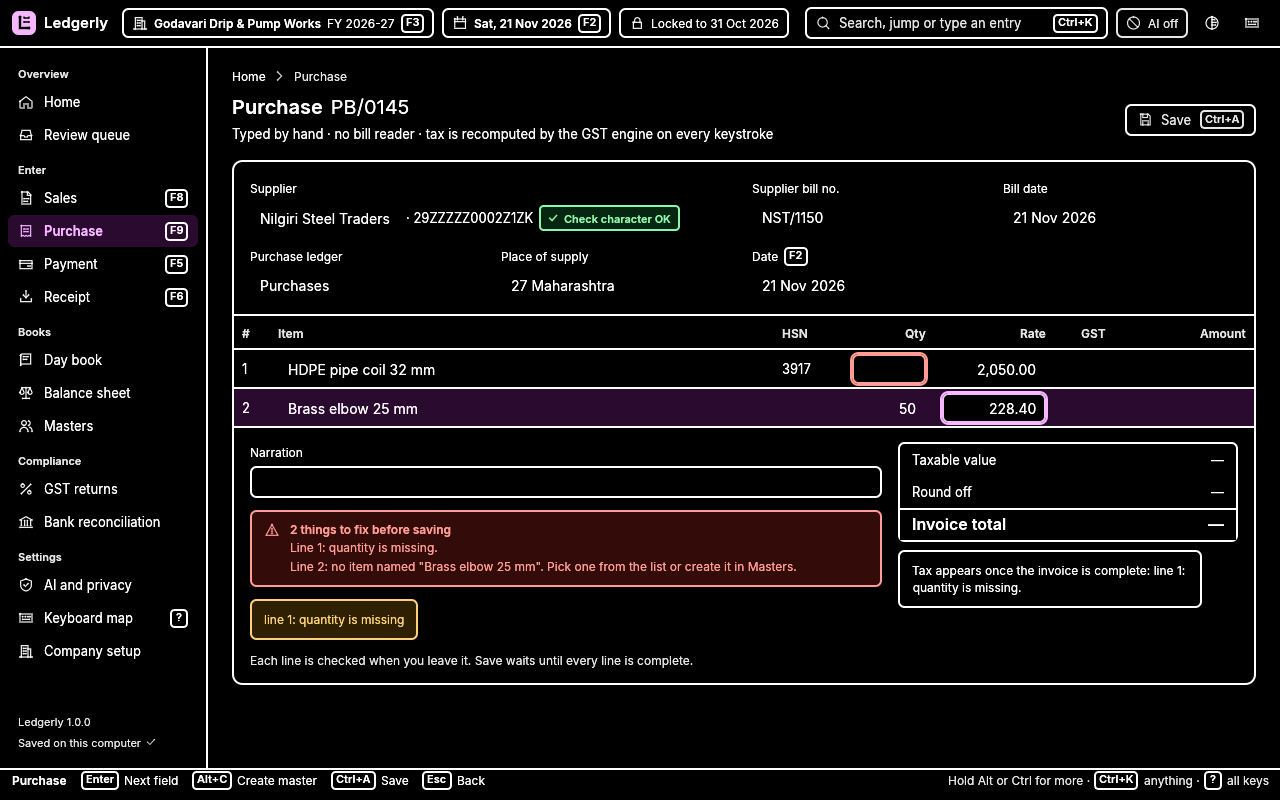 Ledgerly
Godavari Drip & Pump Works FY 2026-27 F3
Sat, 21 Nov 2026 F2
Locked to 31 Oct 2026
Search, jump or type an entry Ctrl+K
AI off
Overview
Home
Review queue
Enter
Sales F8
Purchase F9
Payment F5
Receipt F6
Books
Day book
Balance sheet
Masters
Compliance
GST returns
Bank reconciliation
Settings
AI and privacy
Keyboard map ?
Company setup
Ledgerly 1.0.0
Saved on this computer
Home Purchase
Purchase PB/0145
Typed by hand · no bill reader · tax is recomputed by the GST engine on every keystroke
Save Ctrl+A
Supplier Supplier bill no. Bill date
Nilgiri Steel Traders · 29ZZZZZ0002Z1ZK Check character OK NST/1150 21 Nov 2026
Purchase ledger Place of supply Date F2
Purchases 27 Maharashtra 21 Nov 2026
# Item HSN Qty Rate GST Amount
1 HDPE pipe coil 32 mm 3917 2,050.00
2 Brass elbow 25 mm 50 228.40
Narration
2 things to fix before saving
Line 1: quantity is missing.
Line 2: no item named "Brass elbow 25 mm". Pick one from the list or create it in Masters.
line 1: quantity is missing
Each line is checked when you leave it. Save waits until every line is complete.
Taxable value —
Round off —
Invoice total —
Tax appears once the invoice is complete: line 1:
quantity is missing.
Purchase Enter Next field Alt+C Create master Ctrl+A Save Esc Back
Hold Alt or Ctrl for more · Ctrl+K anything · ? all keys